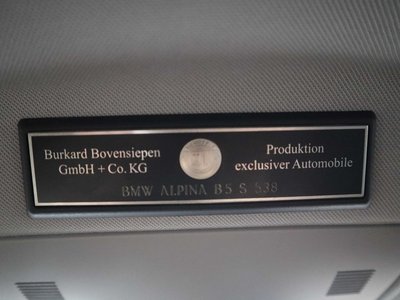 Burkard Bovensiepen
GmbH + Co. KG
Produktion
exclusiver Automobile
BMW ALPINA B5 S 538